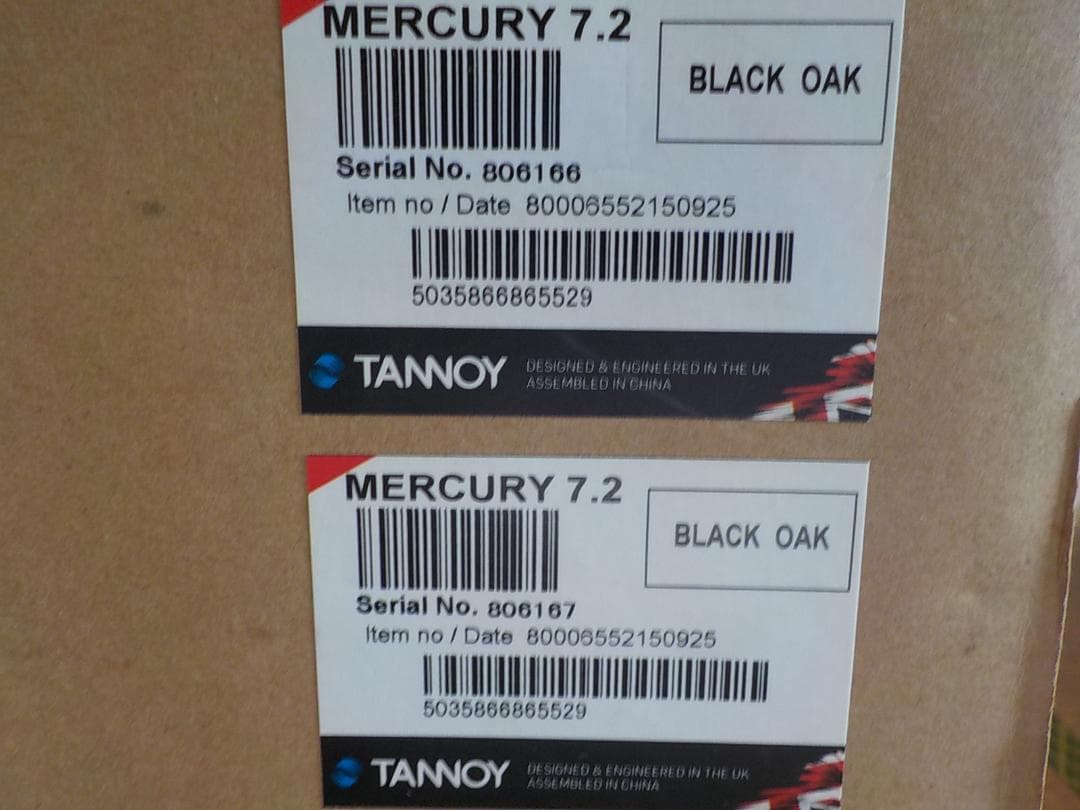 MERCURY 7.2
BLACK OAK
Serial No. 806166
Item no / Date 80006552150925
5035866865529
TANNOY
DESIGNED & ENGINEERED IN THE UK
ASSEMBLED IN CHINA
MERCURY 7.2
BLACK OAK
Serial No. 806167
Item no / Date 80006552150925
5035866865529
TANNOY
DESIGNED & ENGINEERED IN THE UK
ASSEMBLED IN CHINA